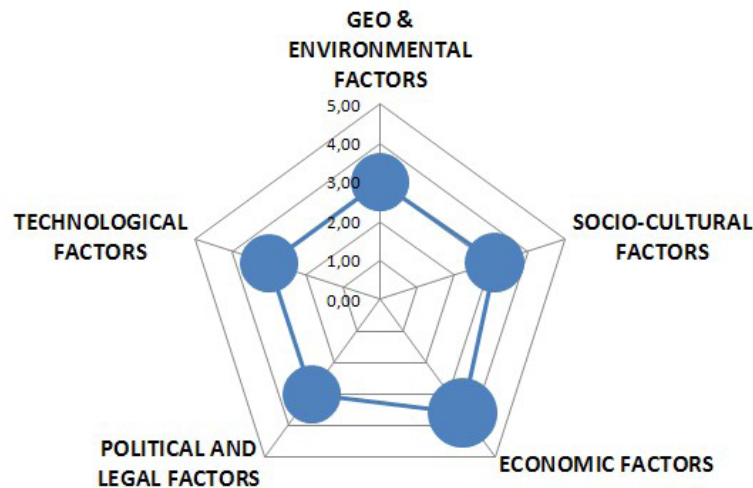 GEO &
ENVIRONMENTAL
FACTORS
5,00
4,00
3,00
2,00
1,00
0,00
TECHNOLOGICAL
FACTORS
SOCIO-CULTURAL
FACTORS
POLITICAL AND
LEGAL FACTORS
ECONOMIC FACTORS